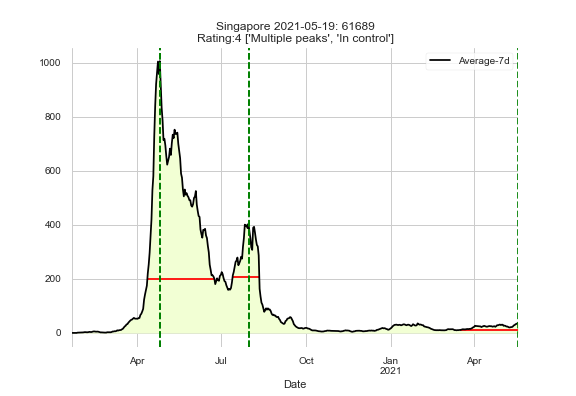 Singapore 2021-05-19: 61689
Rating:4 ['Multiple peaks', 'In control']
Average-7d
1000
800
600
400
200
0
Apr Jul Oct Jan Apr
2021
Date